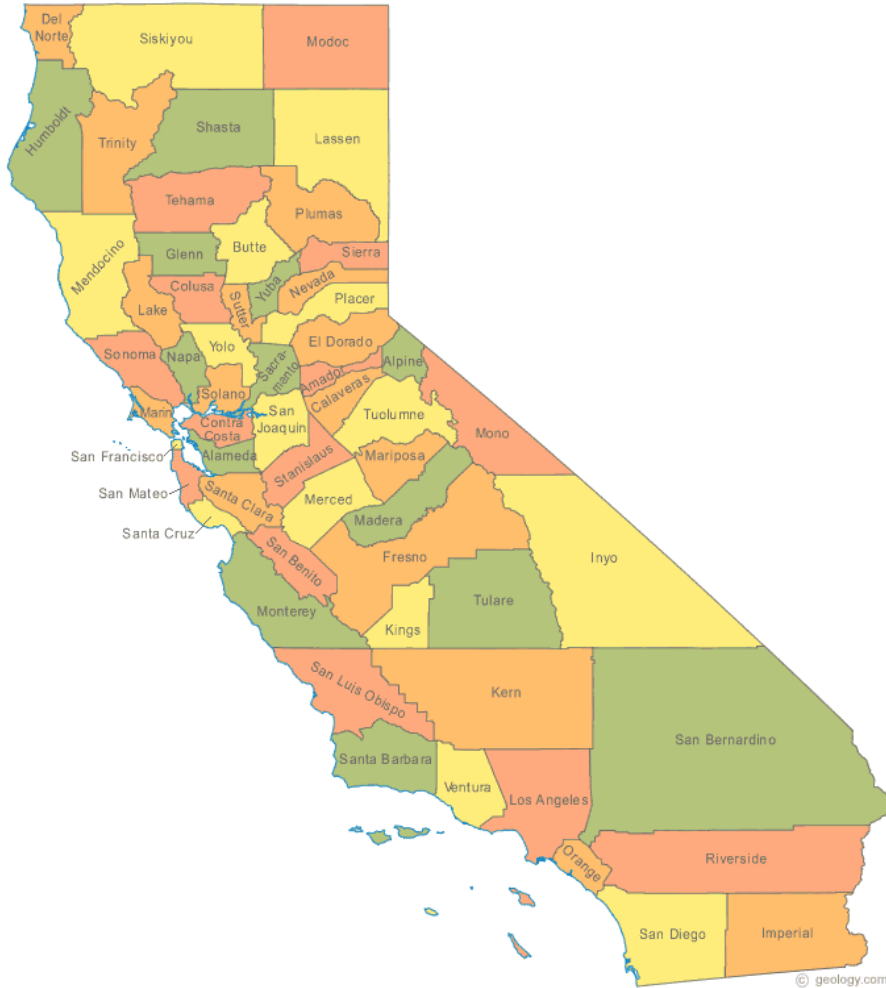 Del
Norte
Siskiyou
Modoc
Humboldt
Trinity
Shasta
Lassen
Tehama
Plumas
Mendocino
Glenn
Butte
Sierra
Colusa
Yuba
Nevada
Lake
Sutter
Placer
Sonoma
Napa
Yolo
El Dorado
Sacra-
mento
Alpine
Amador
Solano
Calaveras
Marin
San
Joaquin
Tuolumne
Contra
Costa
Mono
San Francisco
Alameda
Stanislaus
Mariposa
San Mateo
Santa Clara
Merced
Santa Cruz
Madera
San Benito
Fresno
Inyo
Monterey
Kings
Tulare
San Luis Obispo
Kern
San Bernardino
Santa Barbara
Ventura
Los Angeles
Orange
Riverside
San Diego
Imperial
© geology.com